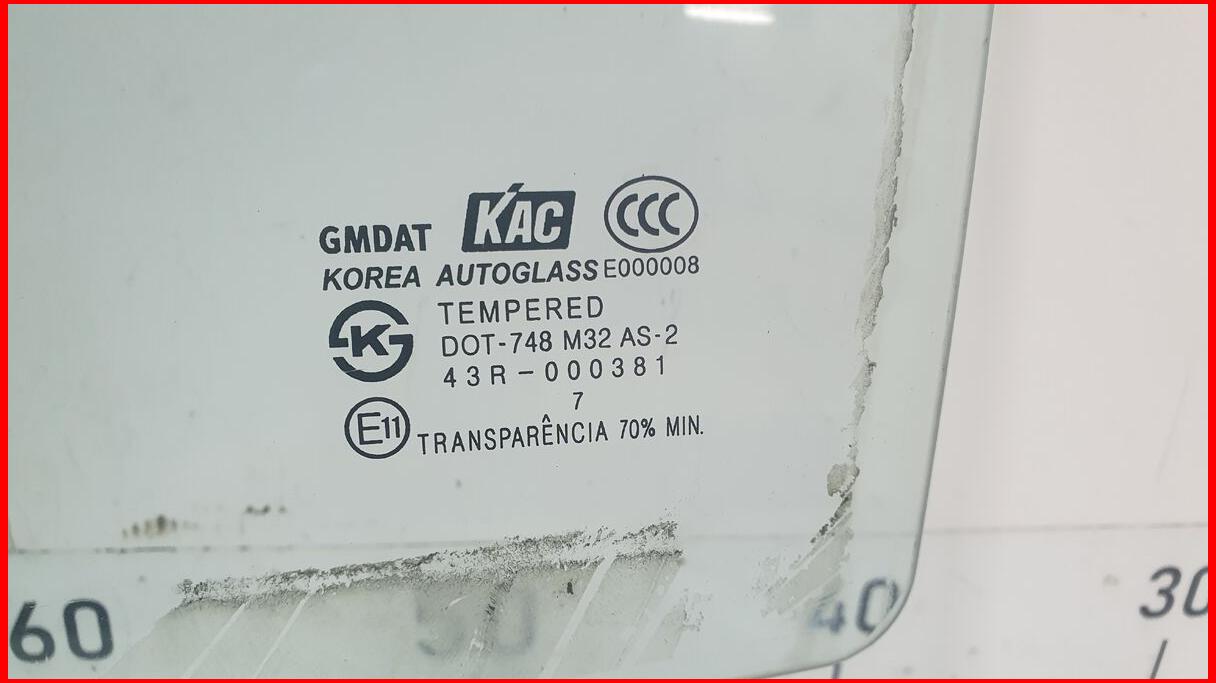 GMDAT KAC CCC
KOREA AUTOGLASS E000008
K TEMPERED
DOT-748 M32 AS-2
43R-000381
7
E11 TRANSPARÊNCIA 70% MIN.
60 50 40 30